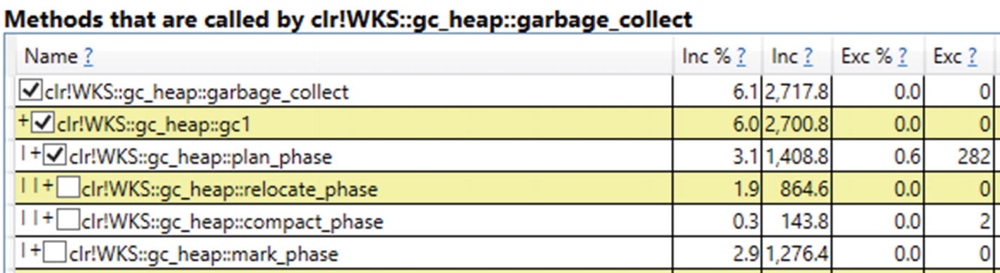 Methods that are called by clr!WKS::gc_heap::garbage_collect
Name ? Inc % ? Inc ? Exc % ? Exc ?
clr!WKS::gc_heap::garbage_collect 6.1 2,717.8 0.0 0
+ clr!WKS::gc_heap::gc1 6.0 2,700.8 0.0 0
|+ clr!WKS::gc_heap::plan_phase 3.1 1,408.8 0.6 282
||+ clr!WKS::gc_heap::relocate_phase 1.9 864.6 0.0 0
||+ clr!WKS::gc_heap::compact_phase 0.3 143.8 0.0 2
|+ clr!WKS::gc_heap::mark_phase 2.9 1,276.4 0.0 0